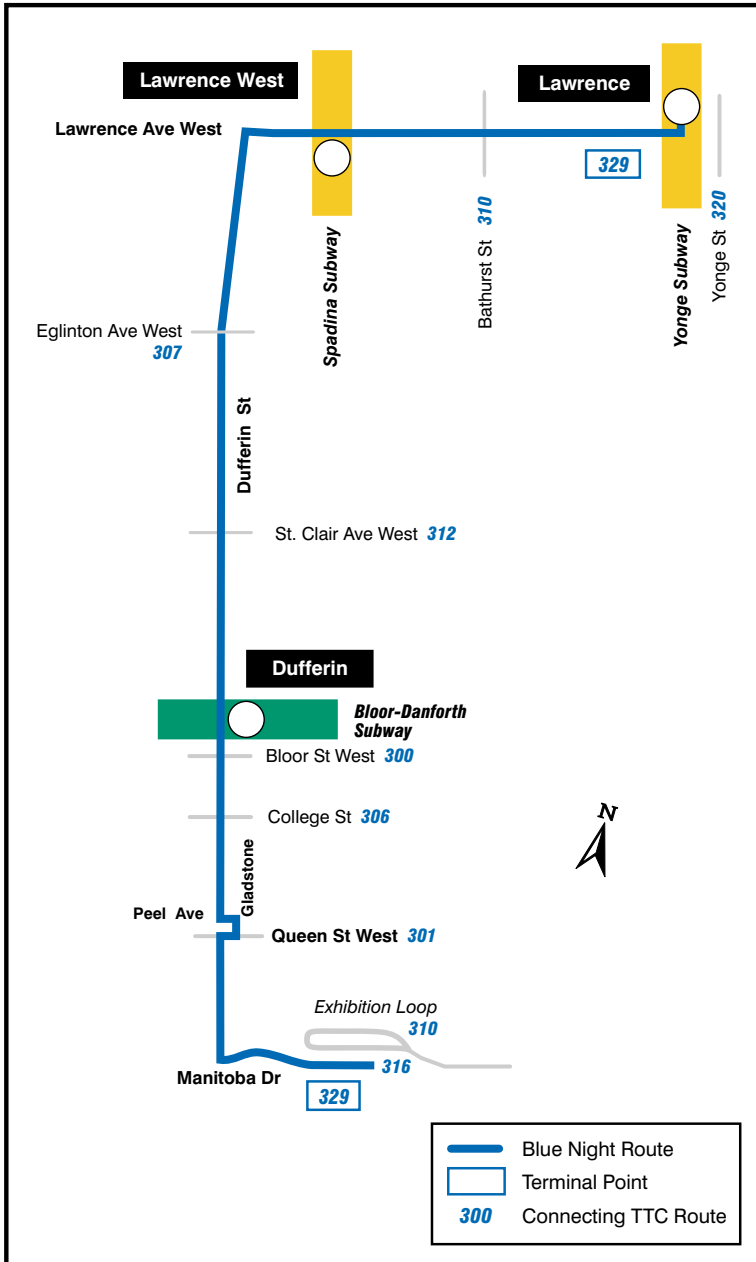 Lawrence West
Lawrence
Lawrence Ave West
329
Bathurst St 310
Yonge St 320
Spadina Subway
Yonge Subway
Eglinton Ave West
307
Dufferin St
St. Clair Ave West 312
Dufferin
Bloor-Danforth
Subway
Bloor St West 300
College St 306
N
Gladstone
Peel Ave
Queen St West 301
Exhibition Loop
310
316
Manitoba Dr
329
Blue Night Route
Terminal Point
300 Connecting TTC Route